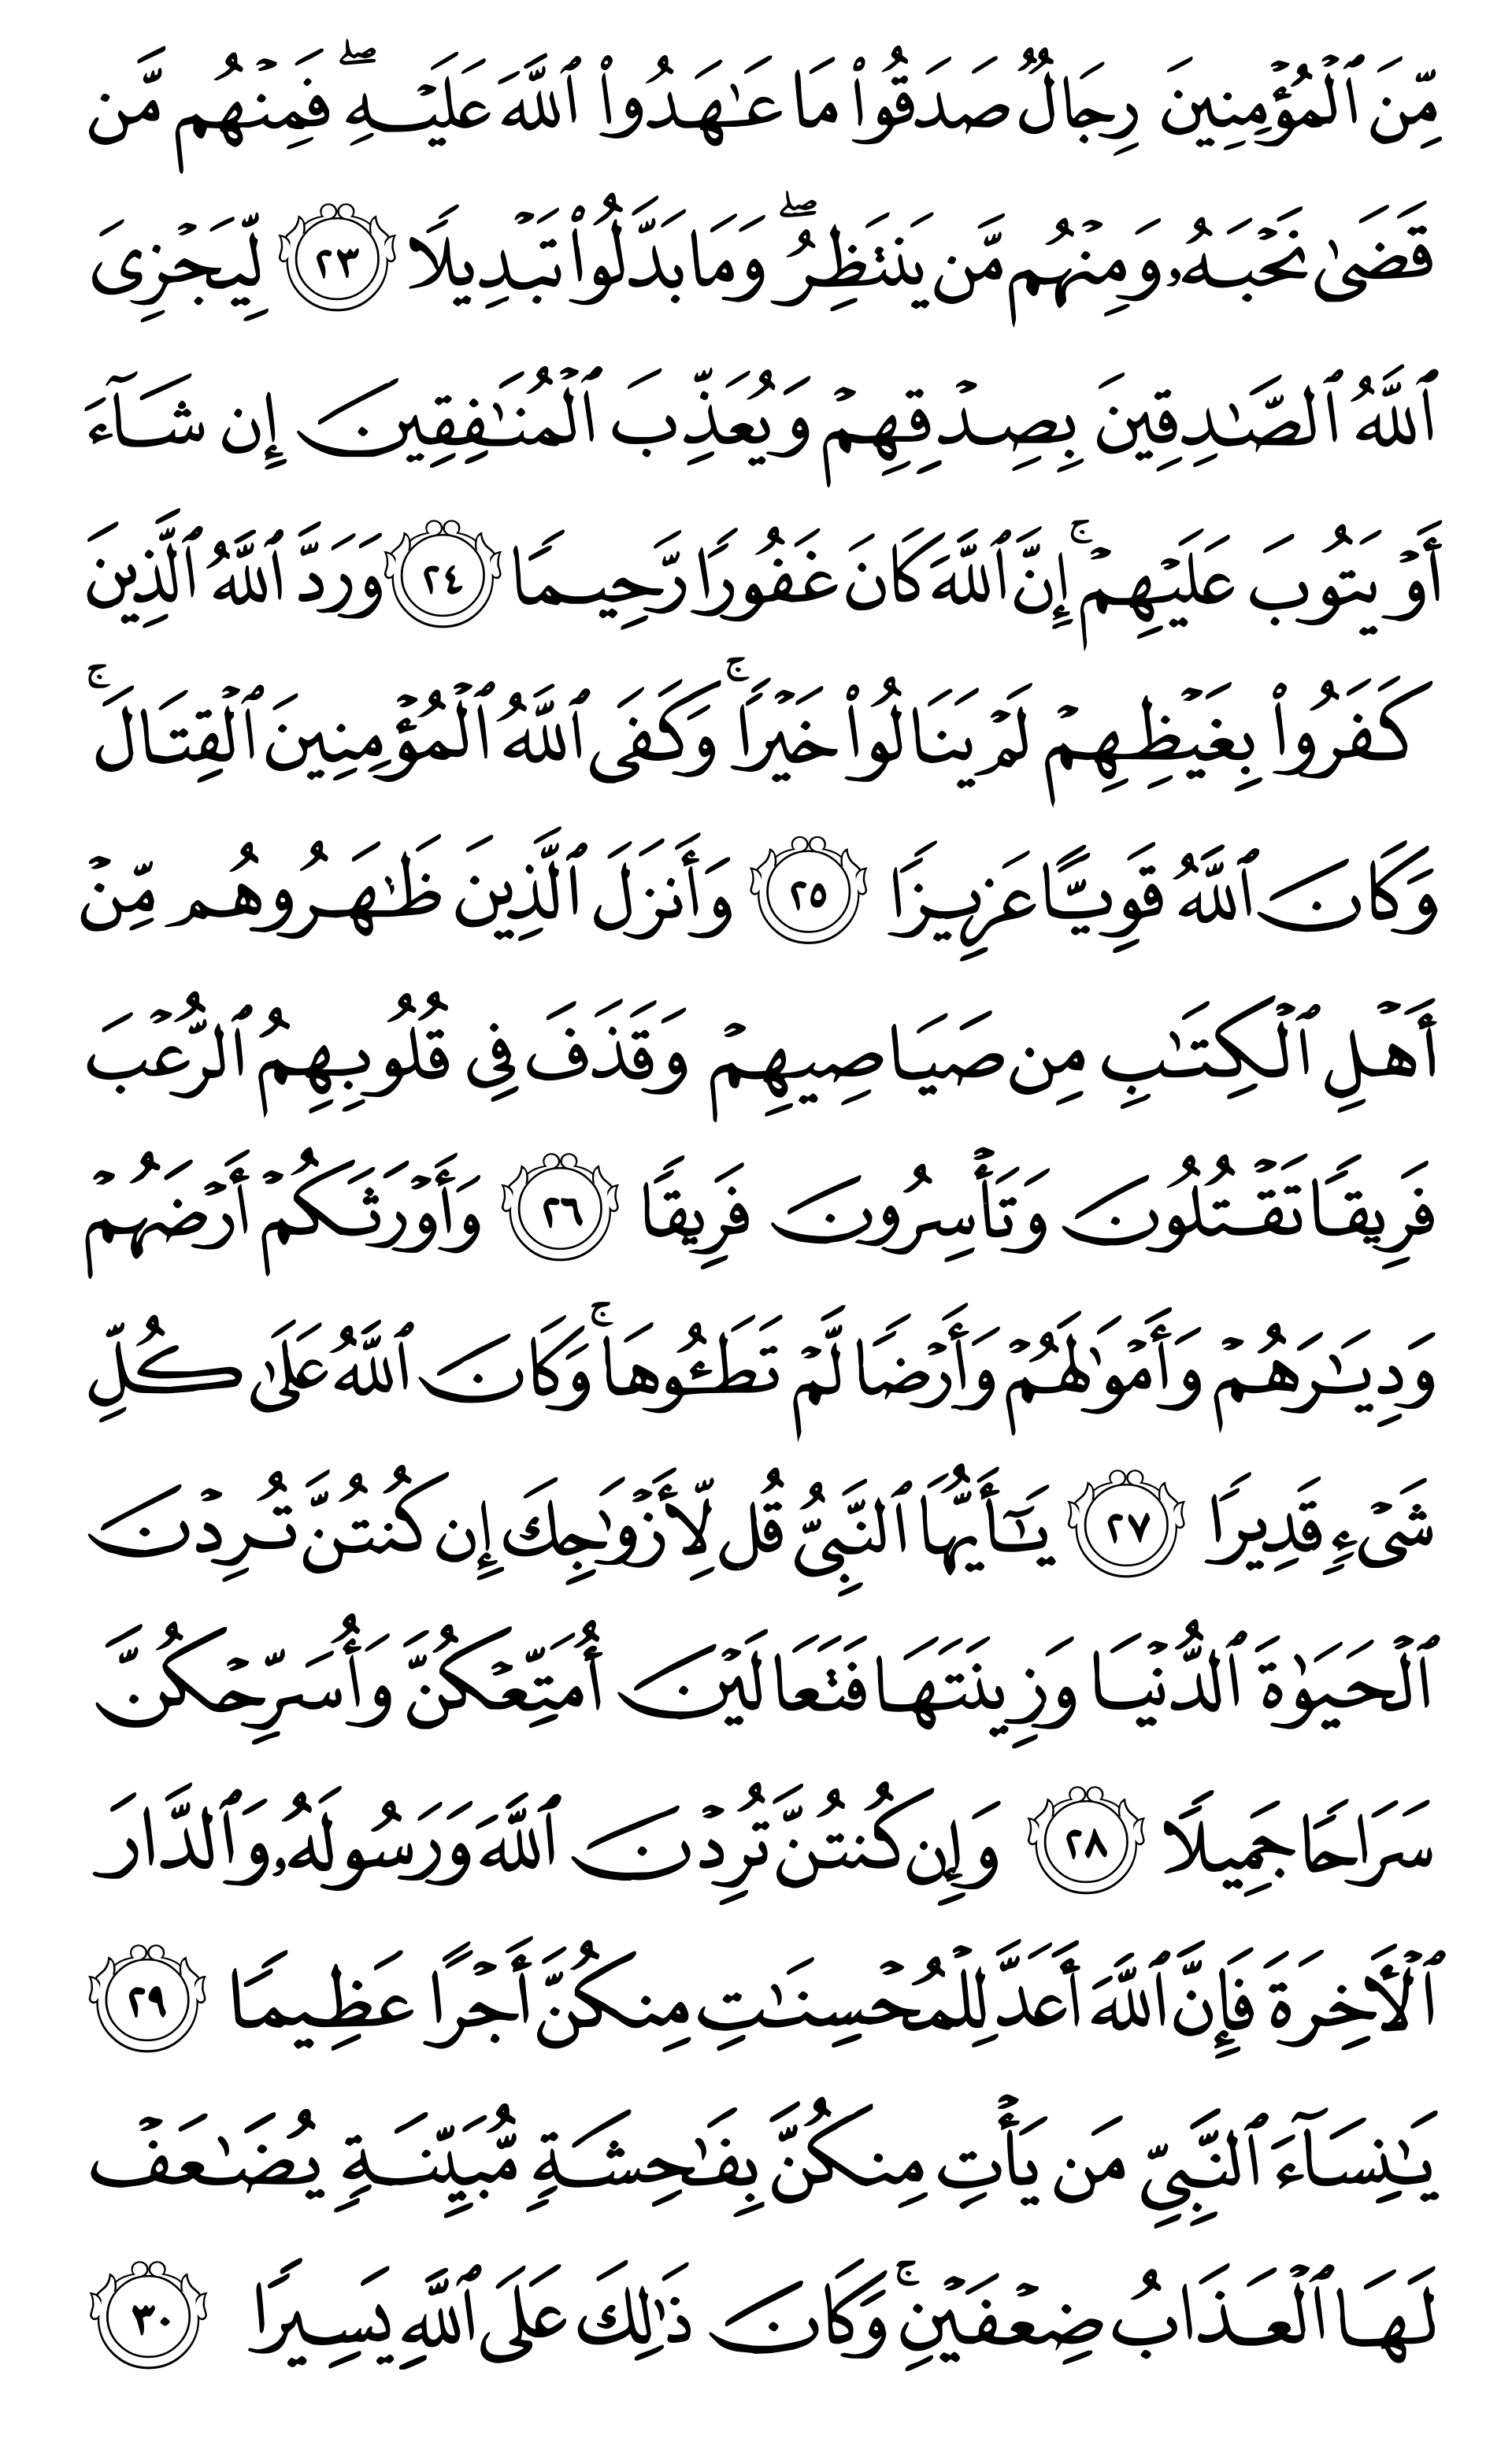 مِّنَ ٱلْمُؤْمِنِينَ رِجَالٌ صَدَقُوا۟ مَا عَـٰهَدُوا۟ ٱللَّهَ عَلَيْهِ ۖ فَمِنْهُم مَّن
قَضَىٰ نَحْبَهُۥ وَمِنْهُم مَّن يَنتَظِرُ ۖ وَمَا بَدَّلُوا۟ تَبْدِيلًا ٢٣ لِّيَجْزِىَ
ٱللَّهُ ٱلصَّـٰدِقِينَ بِصِدْقِهِمْ وَيُعَذِّبَ ٱلْمُنَـٰفِقِينَ إِن شَآءَ
أَوْ يَتُوبَ عَلَيْهِمْ ۚ إِنَّ ٱللَّهَ كَانَ غَفُورًا رَّحِيمًا ٢٤ وَرَدَّ ٱللَّهُ ٱلَّذِينَ
كَفَرُوا۟ بِغَيْظِهِمْ لَمْ يَنَالُوا۟ خَيْرًا ۚ وَكَفَى ٱللَّهُ ٱلْمُؤْمِنِينَ ٱلْقِتَالَ ۚ
وَكَانَ ٱللَّهُ قَوِيًّا عَزِيزًا ٢٥ وَأَنزَلَ ٱلَّذِينَ ظَـٰهَرُوهُم مِّنْ
أَهْلِ ٱلْكِتَـٰبِ مِن صَيَاصِيهِمْ وَقَذَفَ فِى قُلُوبِهِمُ ٱلرُّعْبَ
فَرِيقًا تَقْتُلُونَ وَتَأْسِرُونَ فَرِيقًا ٢٦ وَأَوْرَثَكُمْ أَرْضَهُمْ
وَدِيَـٰرَهُمْ وَأَمْوَٰلَهُمْ وَأَرْضًا لَّمْ تَطَـُٔوهَا ۚ وَكَانَ ٱللَّهُ عَلَىٰ كُلِّ
شَىْءٍ قَدِيرًا ٢٧ يَـٰٓأَيُّهَا ٱلنَّبِىُّ قُل لِّأَزْوَٰجِكَ إِن كُنتُنَّ تُرِدْنَ
ٱلْحَيَوٰةَ ٱلدُّنْيَا وَزِينَتَهَا فَتَعَالَيْنَ أُمَتِّعْكُنَّ وَأُسَرِّحْكُنَّ
سَرَاحًا جَمِيلًا ٢٨ وَإِن كُنتُنَّ تُرِدْنَ ٱللَّهَ وَرَسُولَهُۥ وَٱلدَّارَ
ٱلْـَٔاخِرَةَ فَإِنَّ ٱللَّهَ أَعَدَّ لِلْمُحْسِنَـٰتِ مِنكُنَّ أَجْرًا عَظِيمًا ٢٩
يَـٰنِسَآءَ ٱلنَّبِىِّ مَن يَأْتِ مِنكُنَّ بِفَـٰحِشَةٍ مُّبَيِّنَةٍ يُضَـٰعَفْ
لَهَا ٱلْعَذَابُ ضِعْفَيْنِ ۚ وَكَانَ ذَٰلِكَ عَلَى ٱللَّهِ يَسِيرًا ٣٠